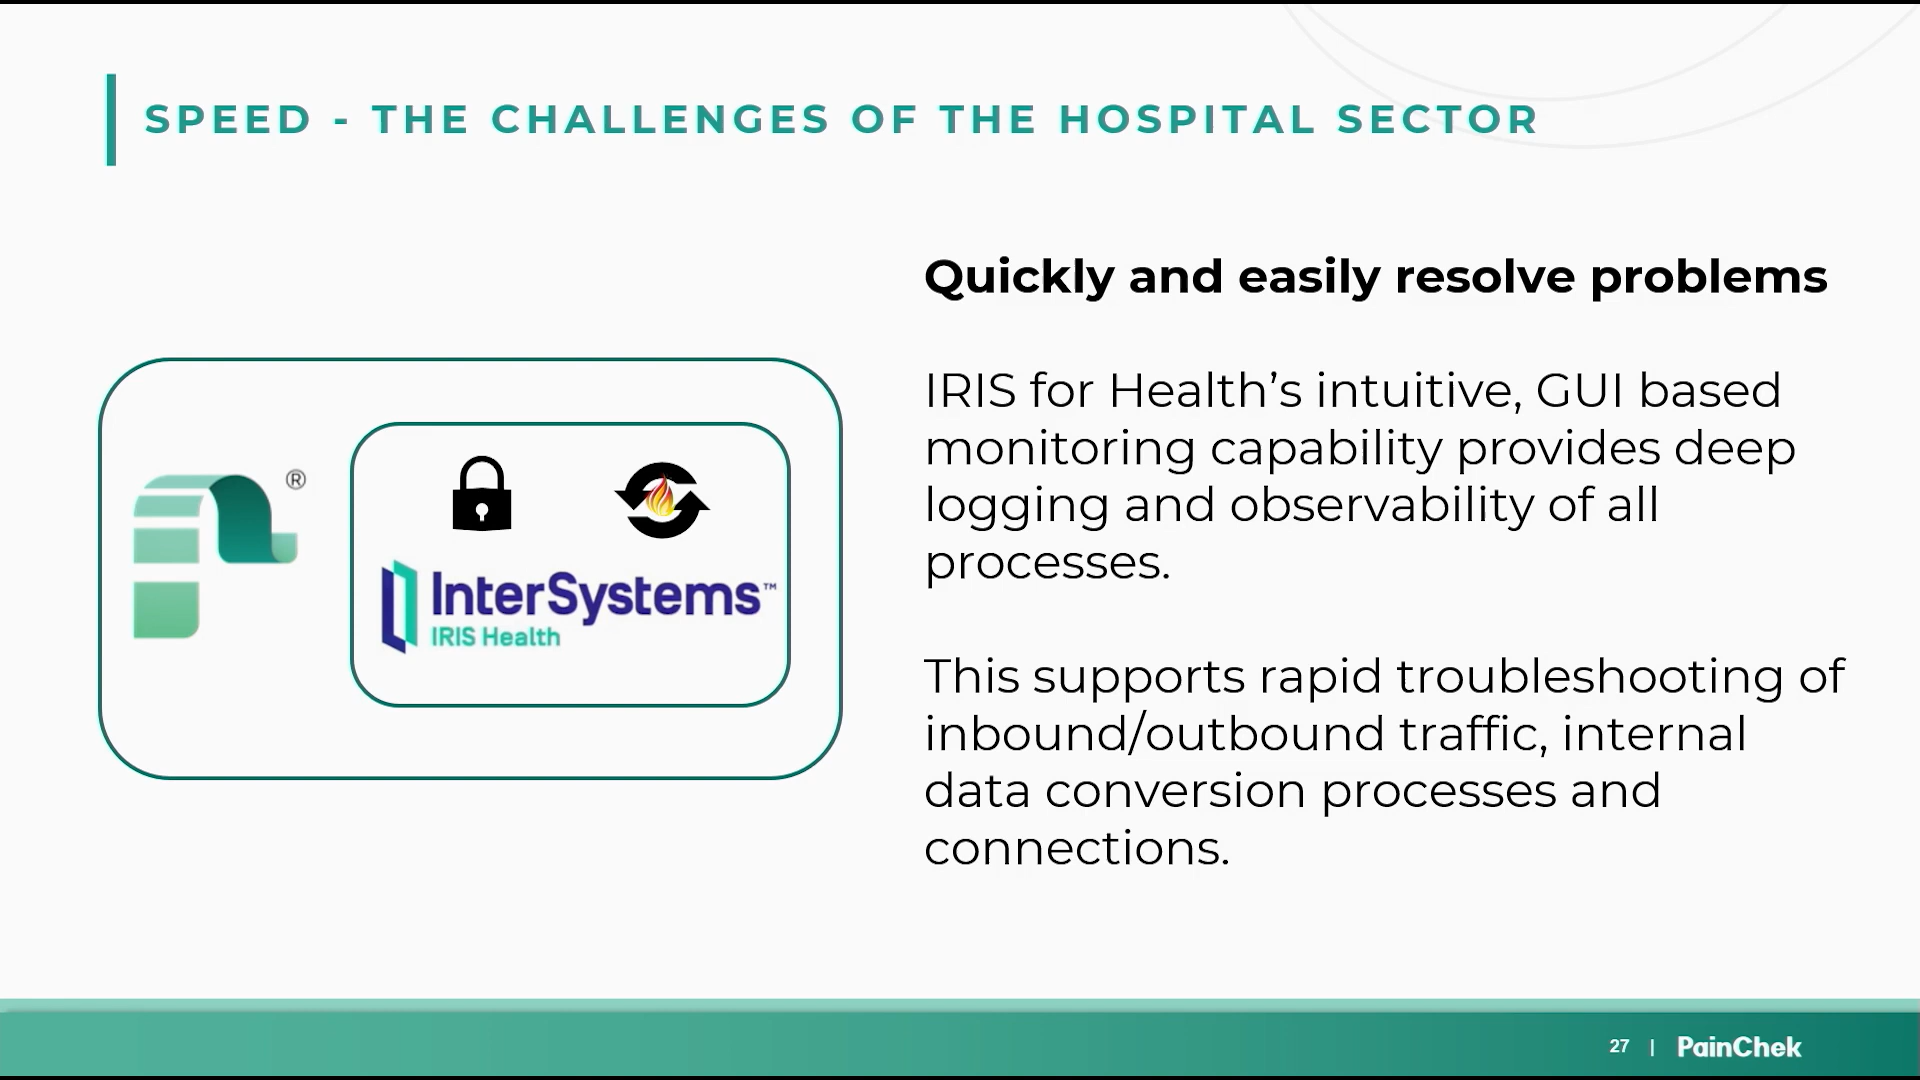 SPEED - THE CHALLENGES OF THE HOSPITAL SECTOR
Quickly and easily resolve problems
IRIS for Health’s intuitive, GUI based
monitoring capability provides deep
logging and observability of all
processes.
This supports rapid troubleshooting of
inbound/outbound traffic, internal
data conversion processes and
connections.
®
InterSystems™
IRIS Health
27 | PainChek